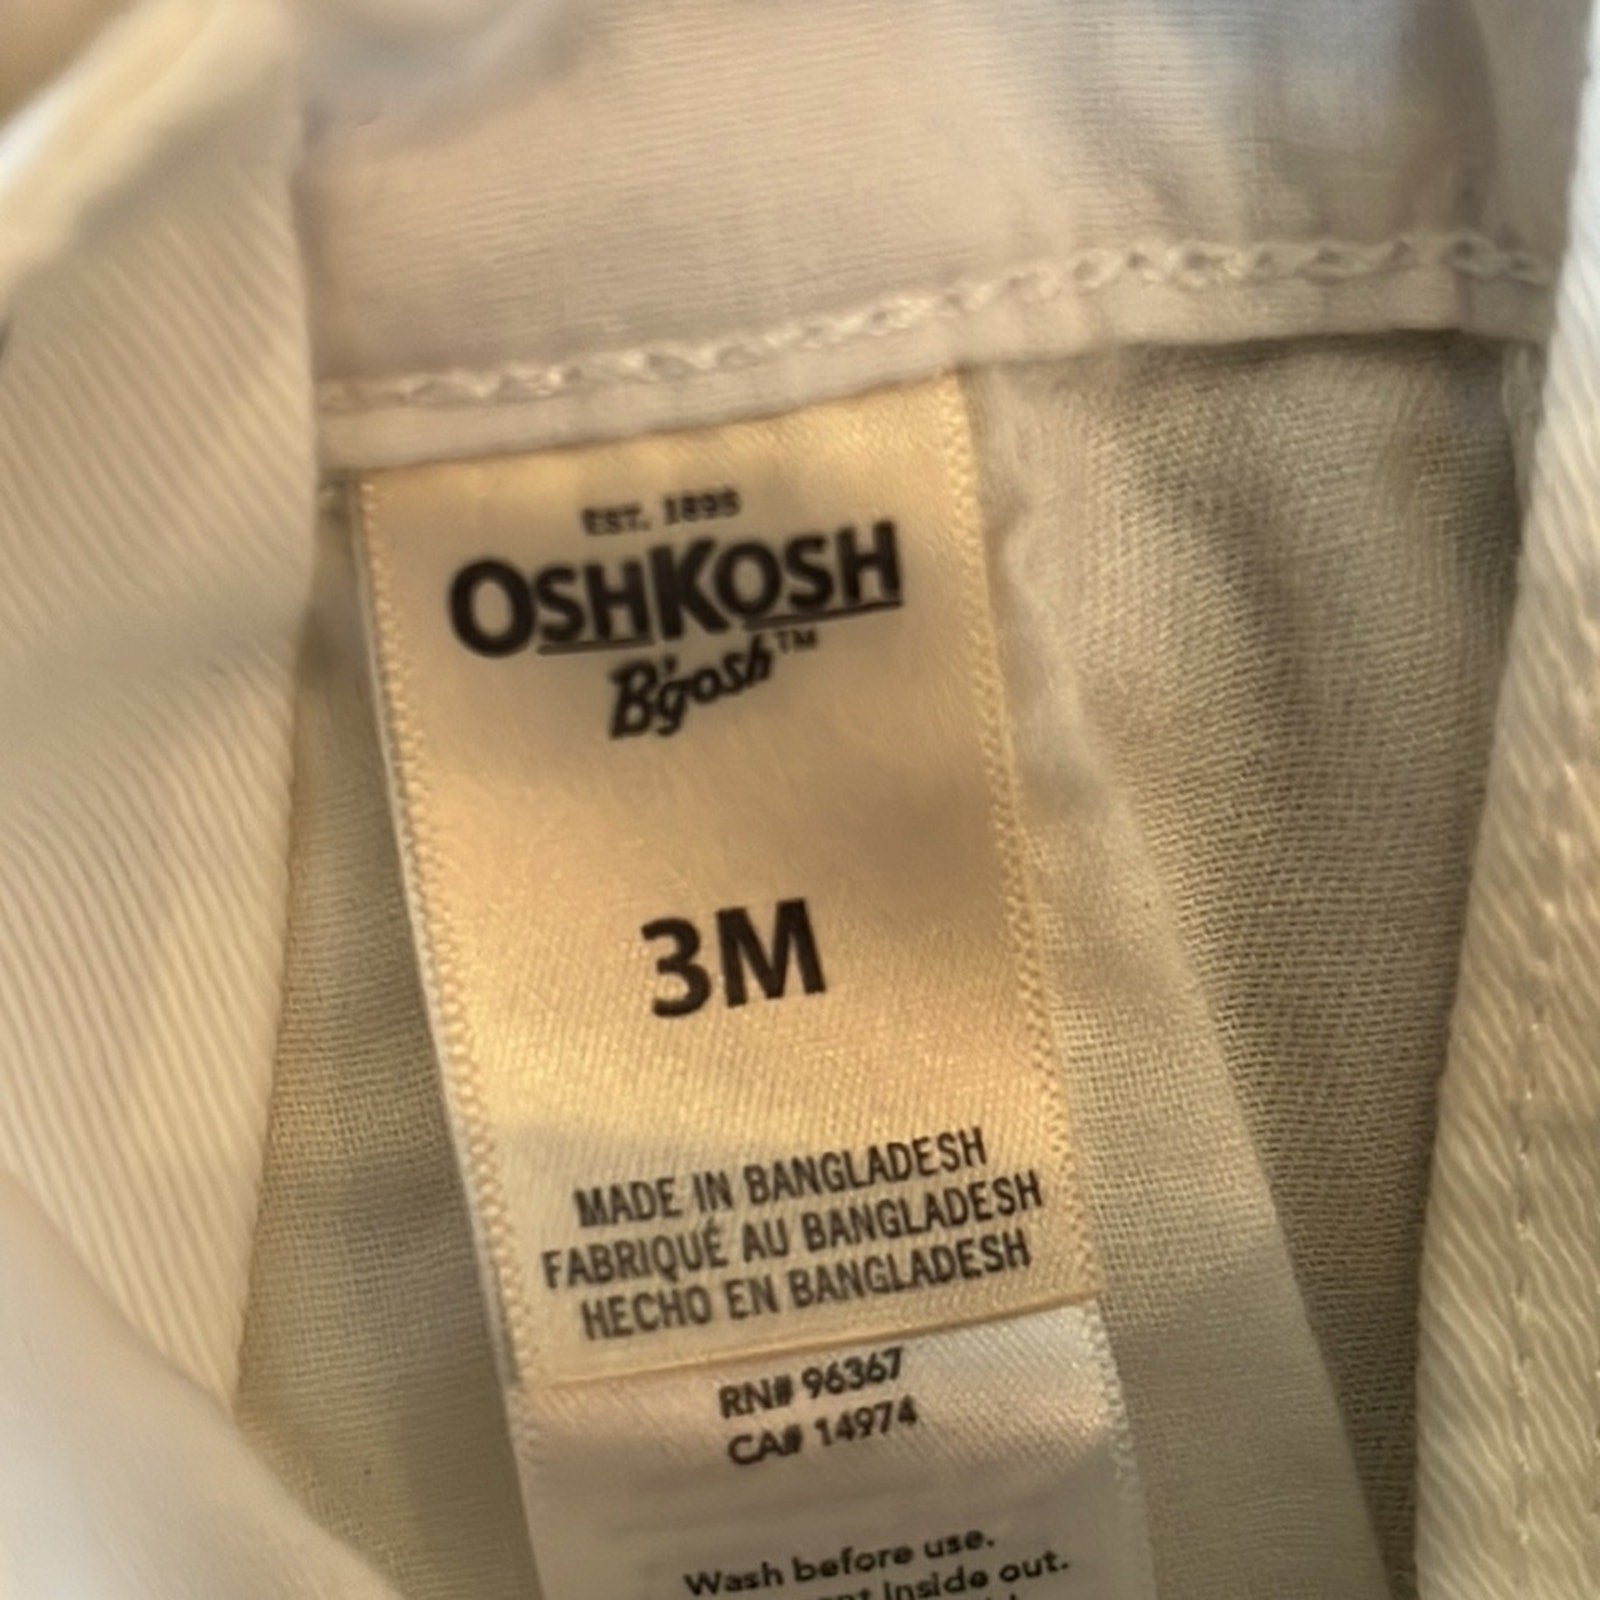 EST. 1895
OSHKOSH
B'gosh™
3M
MADE IN BANGLADESH
FABRIQUÉ AU BANGLADESH
HECHO EN BANGLADESH
RN# 96367
CA# 14974
Wash before use.
inside out.